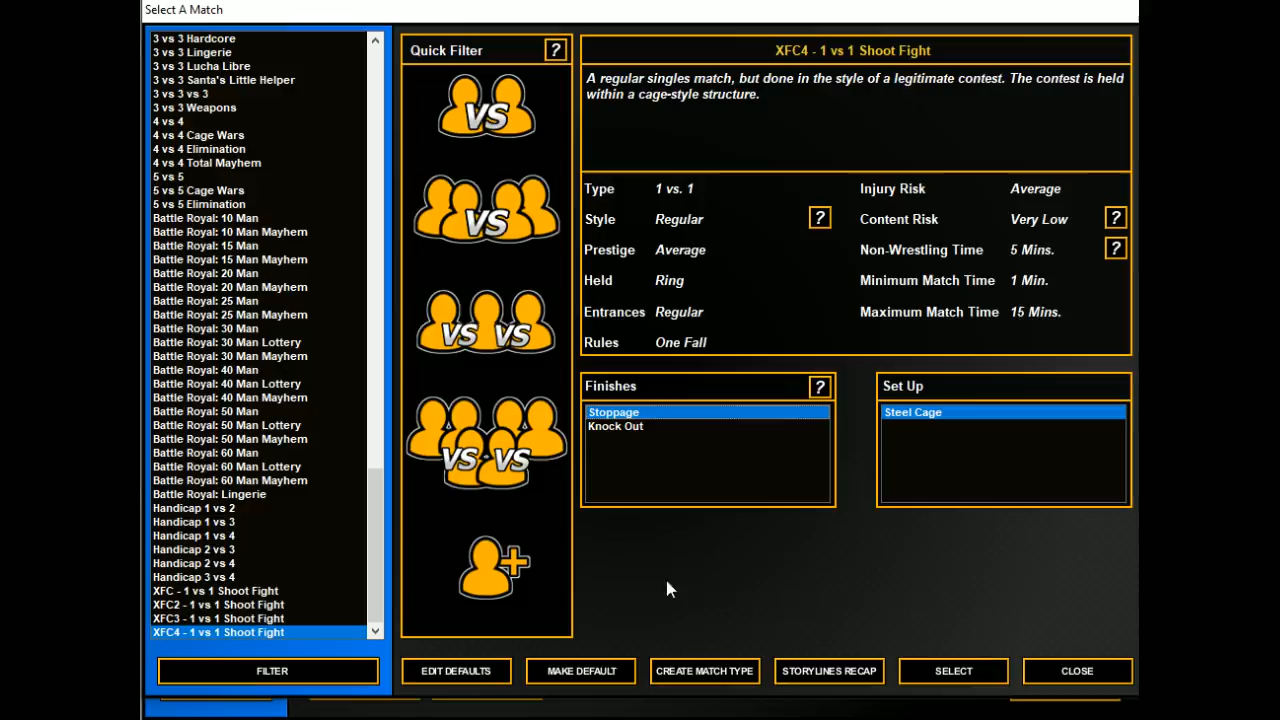 Select A Match
3 vs 3 Hardcore
3 vs 3 Lingerie
3 vs 3 Lucha Libre
3 vs 3 Santa's Little Helper
3 vs 3 vs 3
3 vs 3 Weapons
4 vs 4
4 vs 4 Cage Wars
4 vs 4 Elimination
4 vs 4 Total Mayhem
5 vs 5
5 vs 5 Cage Wars
5 vs 5 Elimination
Battle Royal: 10 Man
Battle Royal: 10 Man Mayhem
Battle Royal: 15 Man
Battle Royal: 15 Man Mayhem
Battle Royal: 20 Man
Battle Royal: 20 Man Mayhem
Battle Royal: 25 Man
Battle Royal: 25 Man Mayhem
Battle Royal: 30 Man
Battle Royal: 30 Man Lottery
Battle Royal: 30 Man Mayhem
Battle Royal: 40 Man
Battle Royal: 40 Man Lottery
Battle Royal: 40 Man Mayhem
Battle Royal: 50 Man
Battle Royal: 50 Man Lottery
Battle Royal: 50 Man Mayhem
Battle Royal: 60 Man
Battle Royal: 60 Man Lottery
Battle Royal: 60 Man Mayhem
Battle Royal: Lingerie
Handicap 1 vs 2
Handicap 1 vs 3
Handicap 1 vs 4
Handicap 2 vs 3
Handicap 2 vs 4
Handicap 3 vs 4
XFC - 1 vs 1 Shoot Fight
XFC2 - 1 vs 1 Shoot Fight
XFC3 - 1 vs 1 Shoot Fight
XFC4 - 1 vs 1 Shoot Fight
FILTER
Quick Filter ?
VS
VS
VS VS
VS VS
XFC4 - 1 vs 1 Shoot Fight
A regular singles match, but done in the style of a legitimate contest. The contest is held
within a cage-style structure.
Type 1 vs. 1 Injury Risk Average
Style Regular ? Content Risk Very Low ?
Prestige Average Non-Wrestling Time 5 Mins. ?
Held Ring Minimum Match Time 1 Min.
Entrances Regular Maximum Match Time 15 Mins.
Rules One Fall
Finishes ?
Stoppage
Knock Out
Set Up
Steel Cage
EDIT DEFAULTS MAKE DEFAULT CREATE MATCH TYPE STORYLINES RECAP SELECT CLOSE